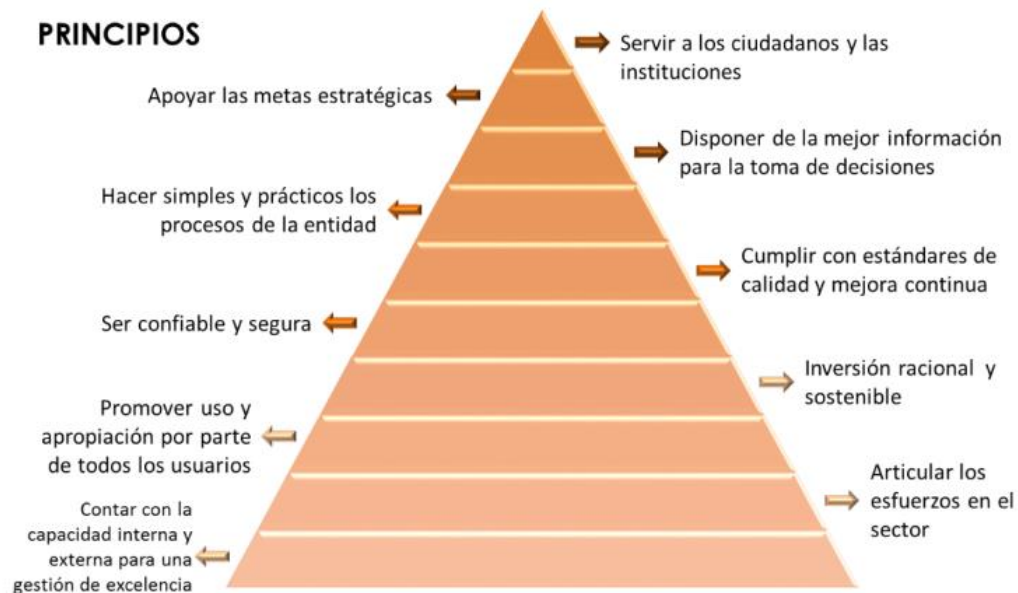 PRINCIPIOS
Servir a los ciudadanos y las
instituciones
Apoyar las metas estratégicas
Disponer de la mejor información
para la toma de decisiones
Hacer simples y prácticos los
procesos de la entidad
Cumplir con estándares de
calidad y mejora continua
Ser confiable y segura
Inversión racional y
sostenible
Promover uso y
apropiación por parte
de todos los usuarios
Articular los
esfuerzos en el
sector
Contar con la
capacidad interna y
externa para una
gestión de excelencia